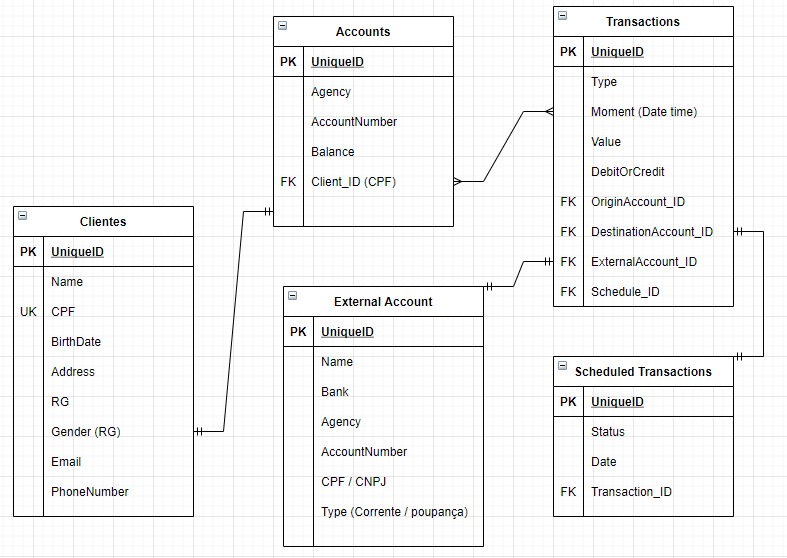 Accounts
PK UniqueID
Agency
AccountNumber
Balance
FK Client_ID (CPF)
Transactions
PK UniqueID
Type
Moment (Date time)
Value
DebitOrCredit
FK OriginAccount_ID
FK DestinationAccount_ID
FK ExternalAccount_ID
FK Schedule_ID
Clientes
PK UniqueID
Name
UK CPF
BirthDate
Address
RG
Gender (RG)
Email
PhoneNumber
External Account
PK UniqueID
Name
Bank
Agency
AccountNumber
CPF / CNPJ
Type (Corrente / poupança)
Scheduled Transactions
PK UniqueID
Status
Date
FK Transaction_ID